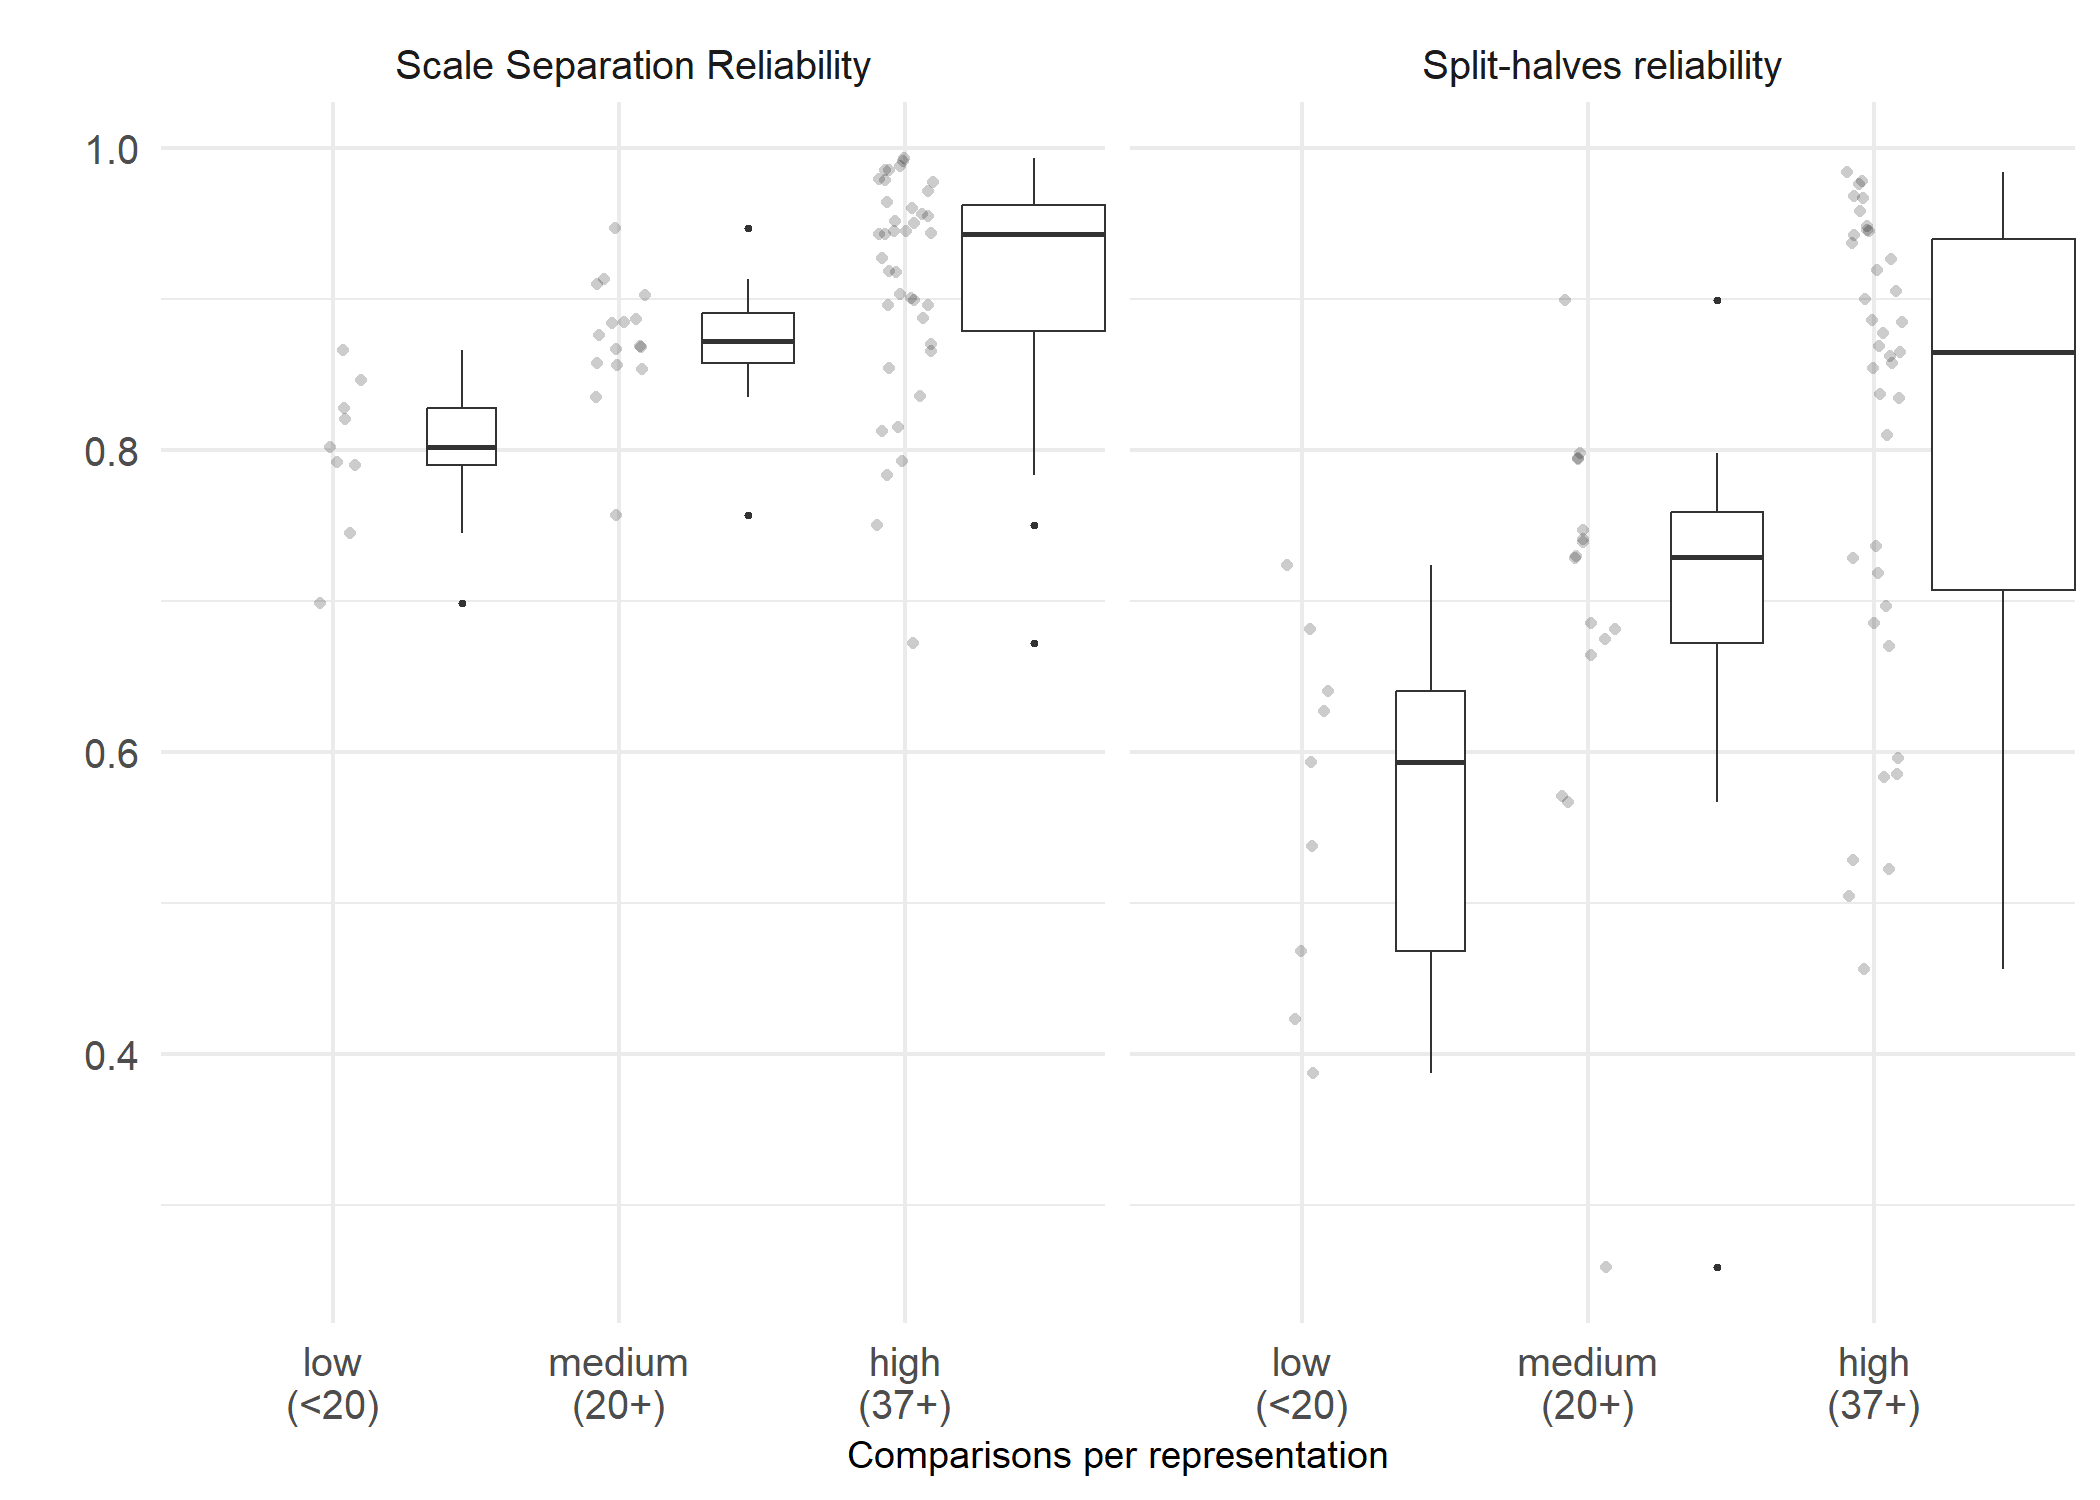 Scale Separation Reliability
Split-halves reliability
1.0
0.8
0.6
0.4
low
(<20)
medium
(20+)
high
(37+)
low
(<20)
medium
(20+)
high
(37+)
Comparisons per representation